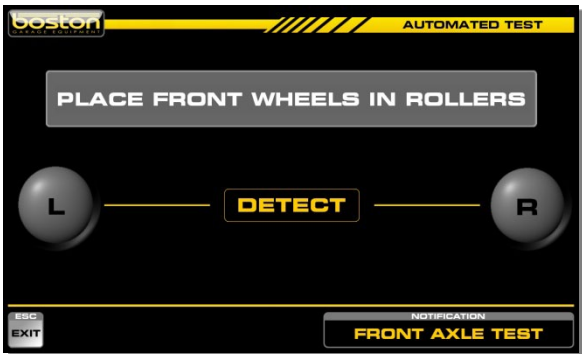 boston
GARAGE EQUIPMENT
AUTOMATED TEST
PLACE FRONT WHEELS IN ROLLERS
L
DETECT
R
ESC
EXIT
NOTIFICATION
FRONT AXLE TEST